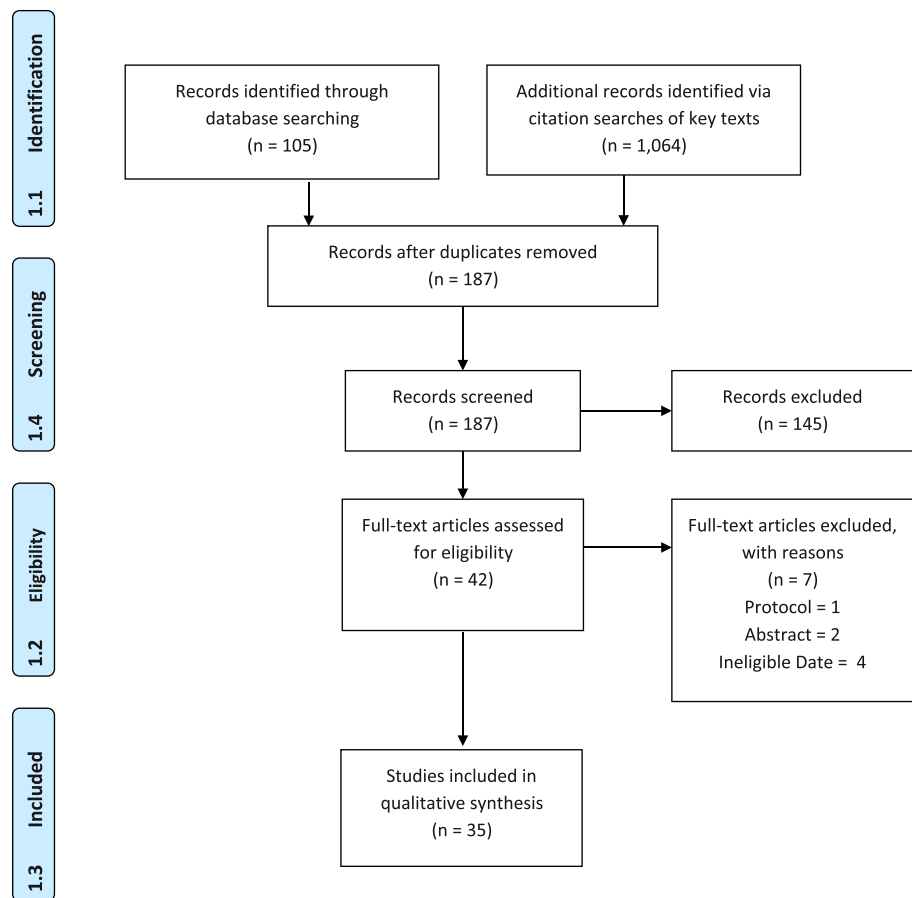 1.1 Identification
Records identified through
database searching
(n = 105)
Additional records identified via
citation searches of key texts
(n = 1,064)
Records after duplicates removed
(n = 187)
1.4 Screening
Records screened
(n = 187)
Records excluded
(n = 145)
1.2 Eligibility
Full-text articles assessed
for eligibility
(n = 42)
Full-text articles excluded,
with reasons
(n = 7)
Protocol = 1
Abstract = 2
Ineligible Date = 4
1.3 Included
Studies included in
qualitative synthesis
(n = 35)